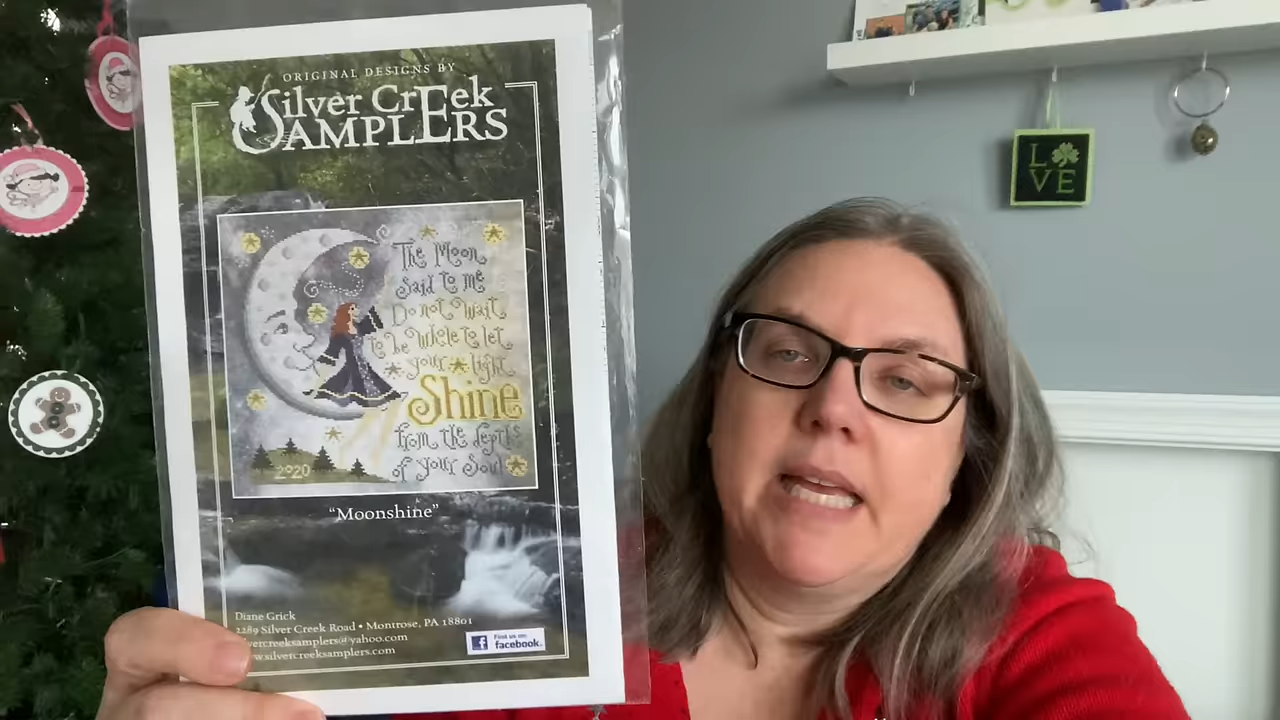 ORIGINAL DESIGNS BY
Silver CrEek
SAMPLERS
The Moon
Said to me
Do not Wait
to be Whole to let
your light
Shine
from the depths
of your Soul
2020
"Moonshine"
Diane Grick
2289 Silver Creek Road • Montrose, PA 18801
silvercreeksamplers@yahoo.com
www.silvercreeksamplers.com
Find us on:
facebook.
LOVE